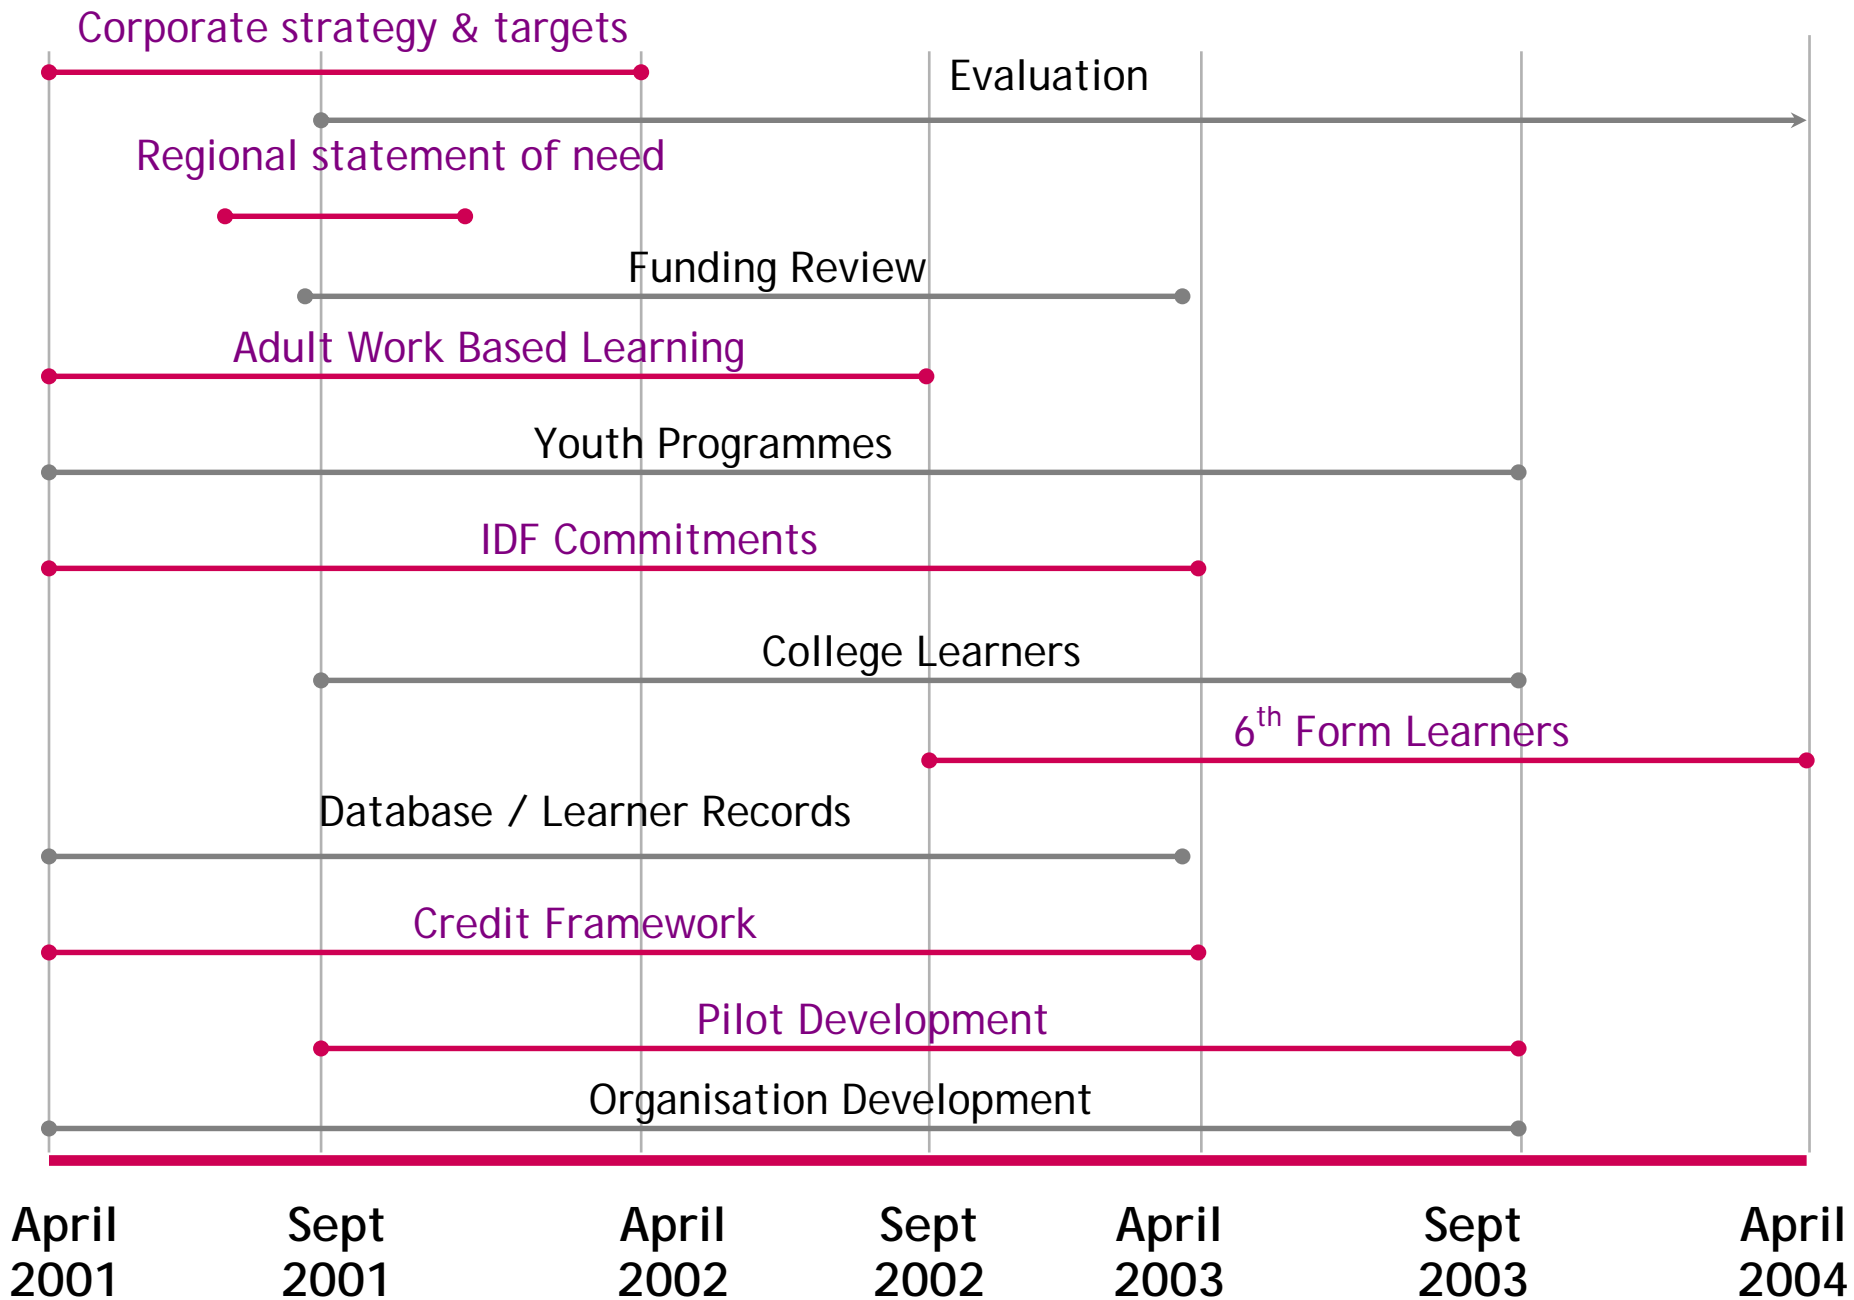 Corporate strategy & targets
Evaluation
Regional statement of need
Funding Review
Adult Work Based Learning
Youth Programmes
IDF Commitments
College Learners
6th Form Learners
Database / Learner Records
Credit Framework
Pilot Development
Organisation Development
April Sept April Sept April Sept April
2001 2001 2002 2002 2003 2003 2004